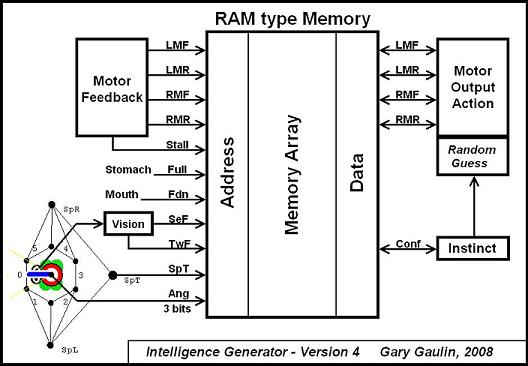 RAM type Memory
Motor
Feedback
LMF
LMR
RMF
RMR
Stall
Stomach Full
Mouth Fdn
Vision
SeF
TwF
SpT
Ang
3 bits
Address
Memory Array
Data
LMF
LMR
RMF
RMR
Conf
Motor
Output
Action
Random
Guess
Instinct
SpR
5 4
0 3
1 2
SpT
SpL
Intelligence Generator - Version 4 Gary Gaulin, 2008